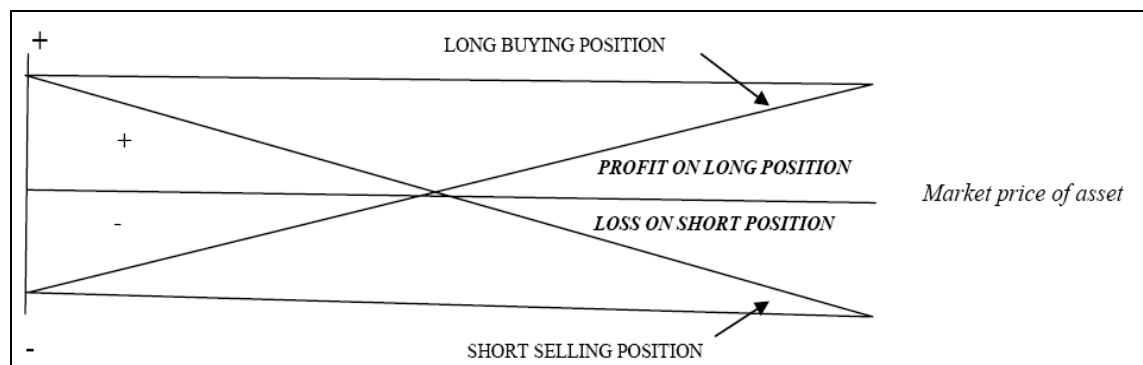 +
LONG BUYING POSITION
+
PROFIT ON LONG POSITION
Market price of asset
-
LOSS ON SHORT POSITION
-
SHORT SELLING POSITION